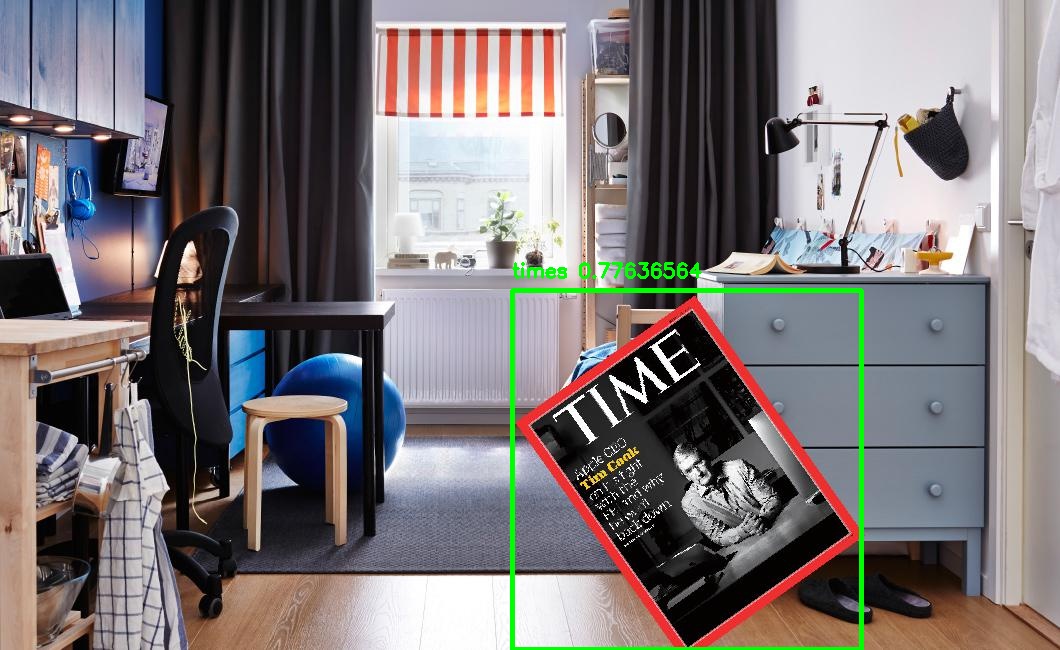 times 0.77636564
TIME
Apple CEO
Tim Cook
on his fight
with the
FBI and why
he won't
back down